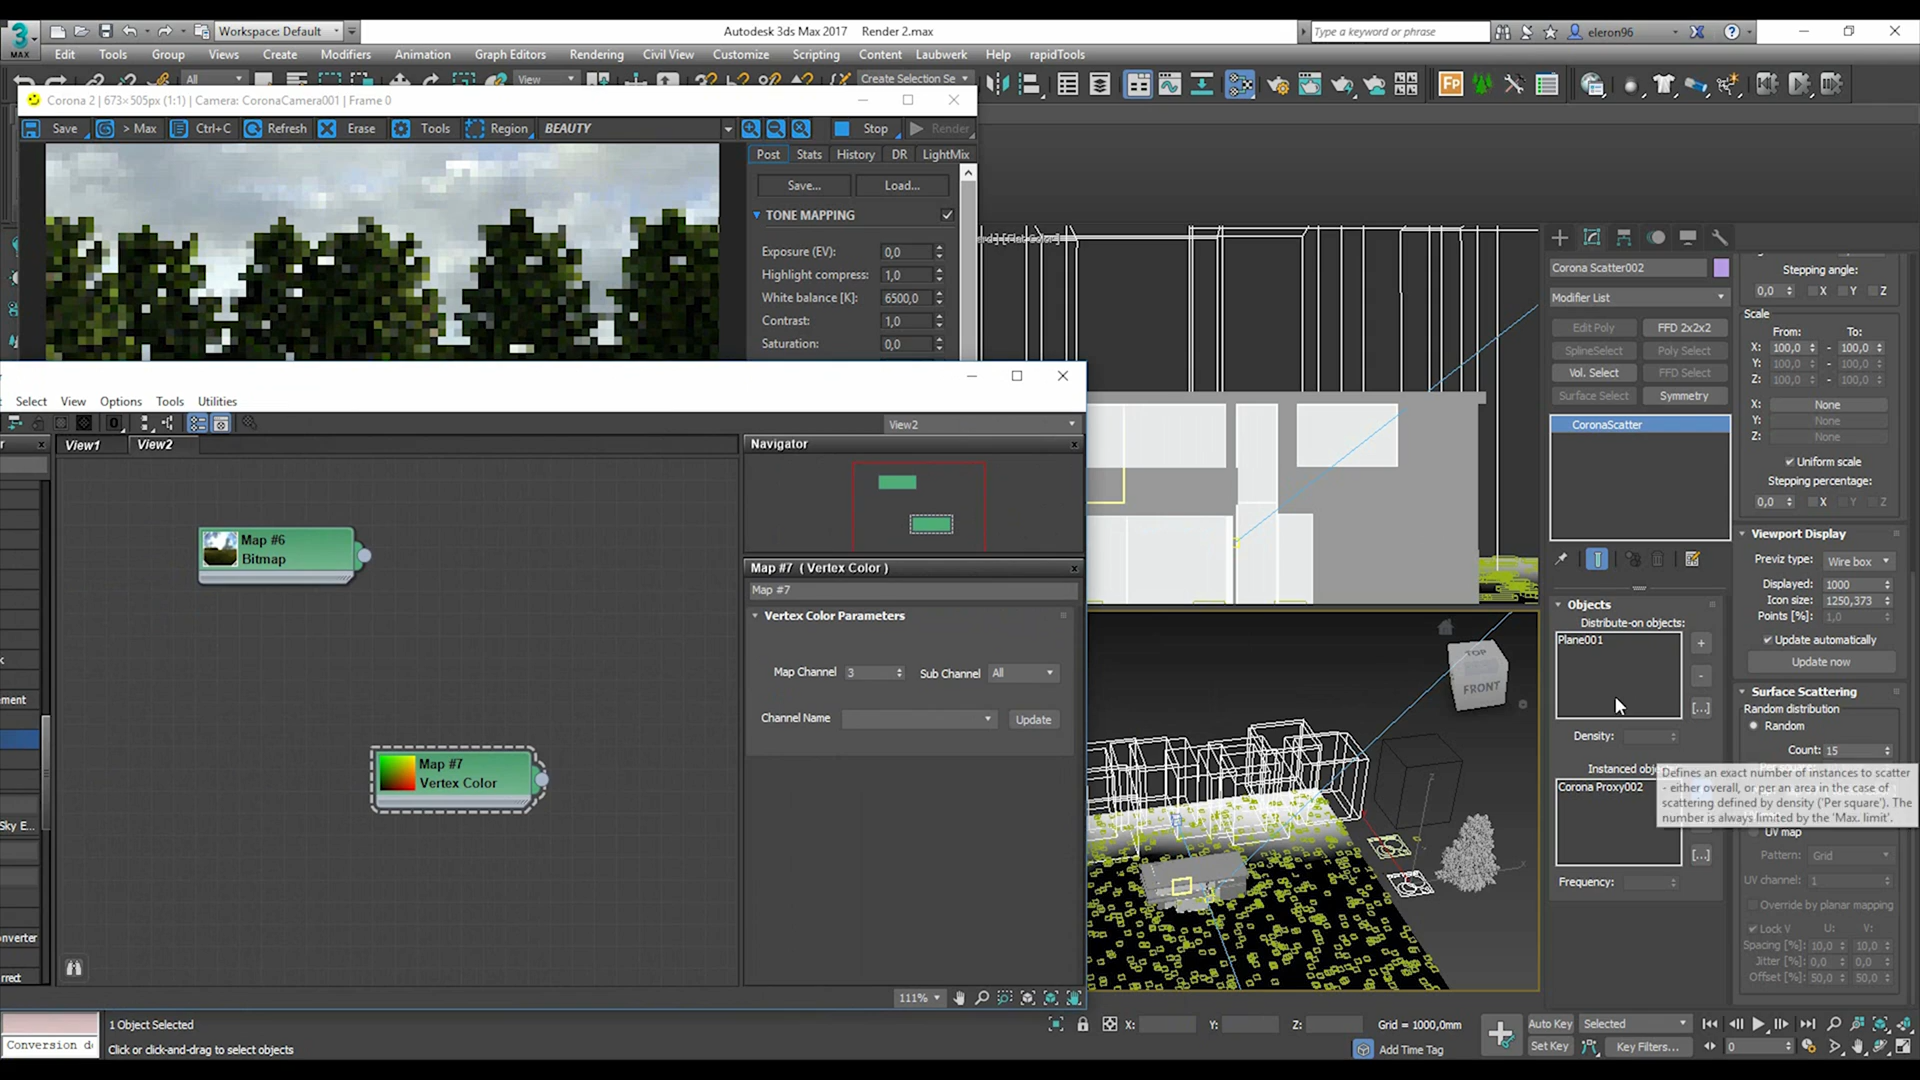 Workspace: Default
Autodesk 3ds Max 2017    Render 2.max
Type a keyword or phrase
eleron96
Edit Tools Group Views Create Modifiers Animation Graph Editors Rendering Civil View Customize Scripting Content Laubwerk Help rapidTools
All
View
Create Selection Se
Corona 2 | 673×505px (1:1) | Camera: CoronaCamera001 | Frame 0
Save > Max Ctrl+C Refresh Erase Tools Region BEAUTY Stop Render
Post Stats History DR LightMix
Save... Load...
TONE MAPPING
Exposure (EV): 0,0
Highlight compress: 1,0
White balance [K]: 6500,0
Contrast: 1,0
Saturation: 0,0
Select View Options Tools Utilities
View2
View1 View2
Navigator
Map #6
Bitmap
Map #7
Vertex Color
Map #7 ( Vertex Color )
Map #7
Vertex Color Parameters
Map Channel 3 Sub Channel All
Channel Name Update
111%
TOP
FRONT
Corona Scatter002
Modifier List
Edit Poly FFD 2x2x2
SplineSelect Poly Select
Vol. Select FFD Select
Surface Select Symmetry
CoronaScatter
Objects
Distribute-on objects:
Plane001
+
-
[...]
Density:
Corona Proxy002
[...]
Frequency:
Stepping angle:
0,0 X Y Z
Scale
From: To:
X: 100,0 - 100,0
Y: 100,0 - 100,0
Z: 100,0 - 100,0
X: None
Y: None
Z: None
Uniform scale
Stepping percentage:
0,0 X Y Z
Viewport Display
Previz type: Wire box
Displayed: 1000
Icon size: 1250,373
Points [%]: 1,0
Update automatically
Update now
Surface Scattering
Random distribution
Random
Count: 15
Defines an exact number of instances to scatter
- either overall, or per an area in the case of
scattering defined by density ('Per square'). The
number is always limited by the 'Max. limit'.
UV map
Pattern: Grid
UV channel: 1
Override by planar mapping
Lock V U: V:
Spacing [%]: 10,0 10,0
Jitter [%]: 0,0 0,0
Offset [%]: 50,0 50,0
1 Object Selected
Click or click-and-drag to select objects
X: Y: Z: Grid = 1000,0mm
Add Time Tag
Auto Key Selected
Set Key Key Filters...
0